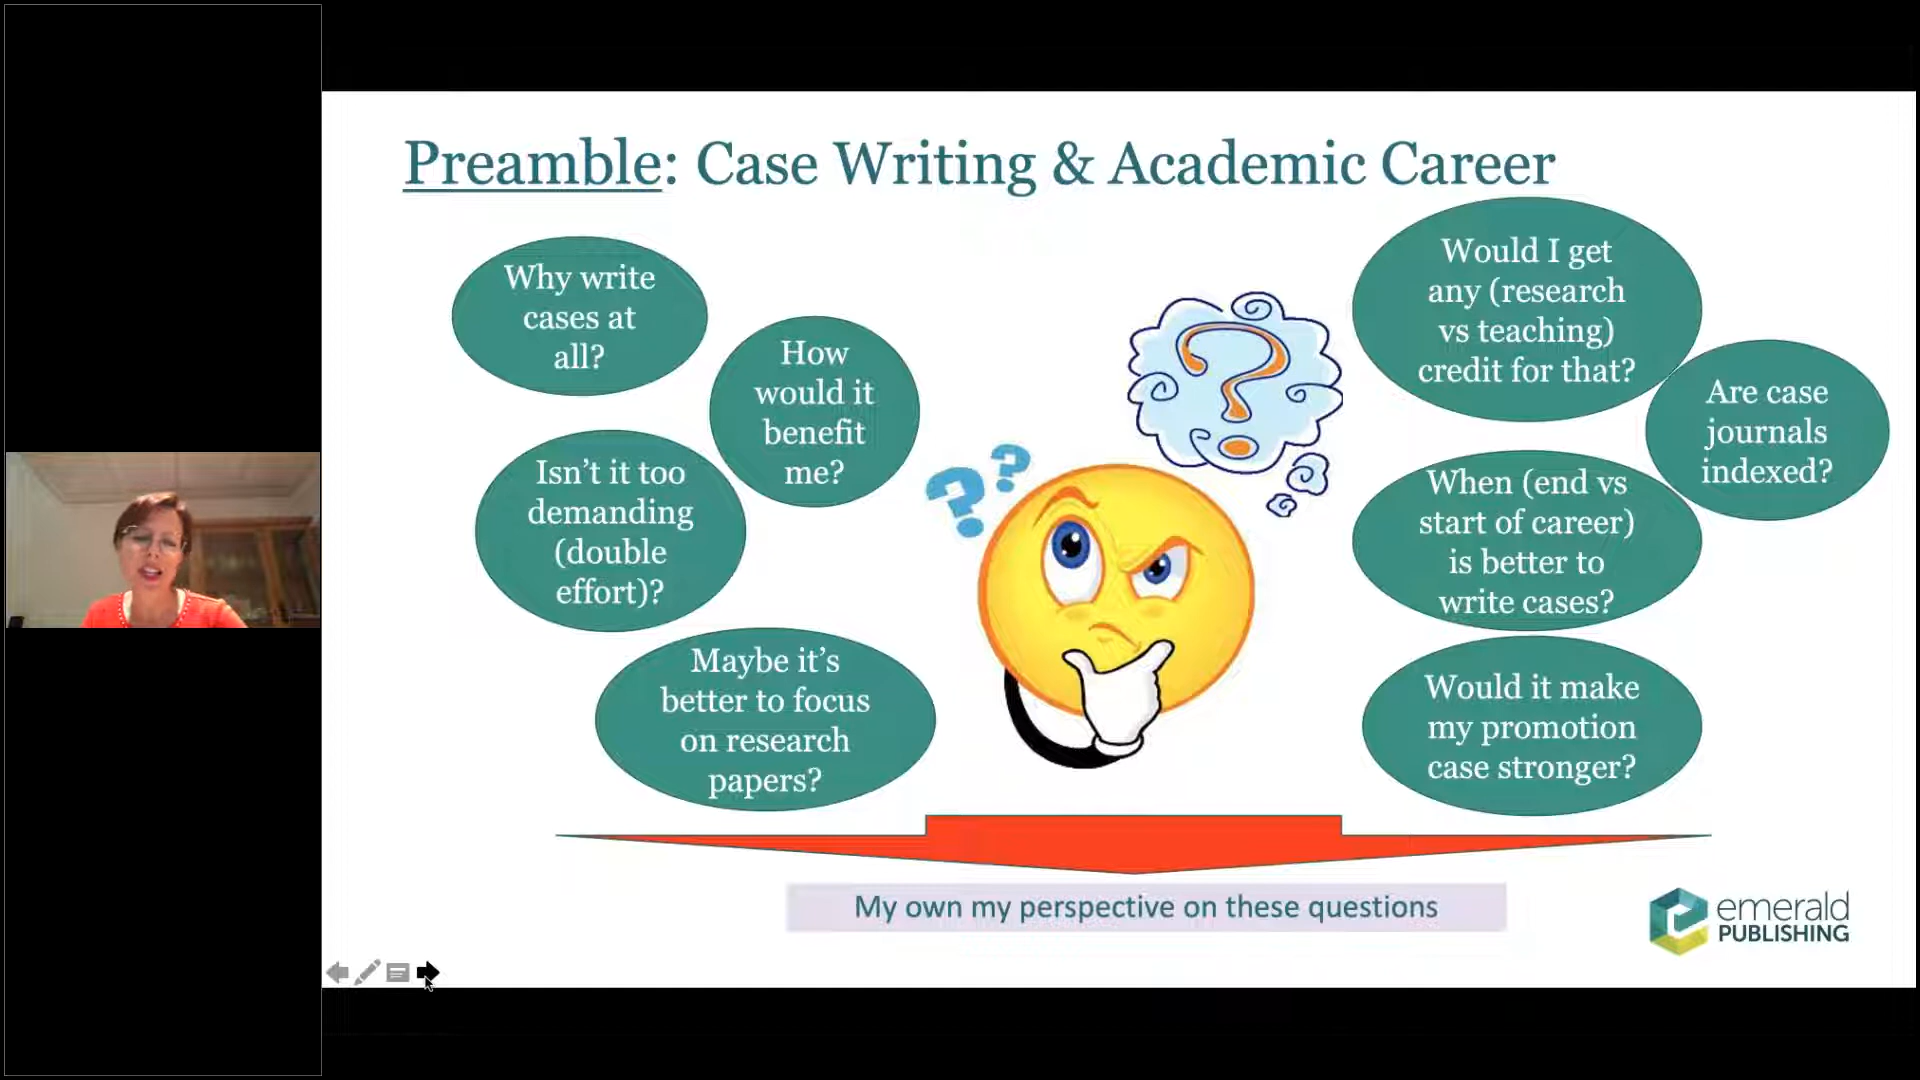 Preamble: Case Writing & Academic Career
Why write
cases at
all?
How
would it
benefit
me?
Isn’t it too
demanding
(double
effort)?
Maybe it’s
better to focus
on research
papers?
?
?
?
Would I get
any (research
vs teaching)
credit for that?
Are case
journals
indexed?
When (end vs
start of career)
is better to
write cases?
Would it make
my promotion
case stronger?
My own my perspective on these questions
emerald
PUBLISHING